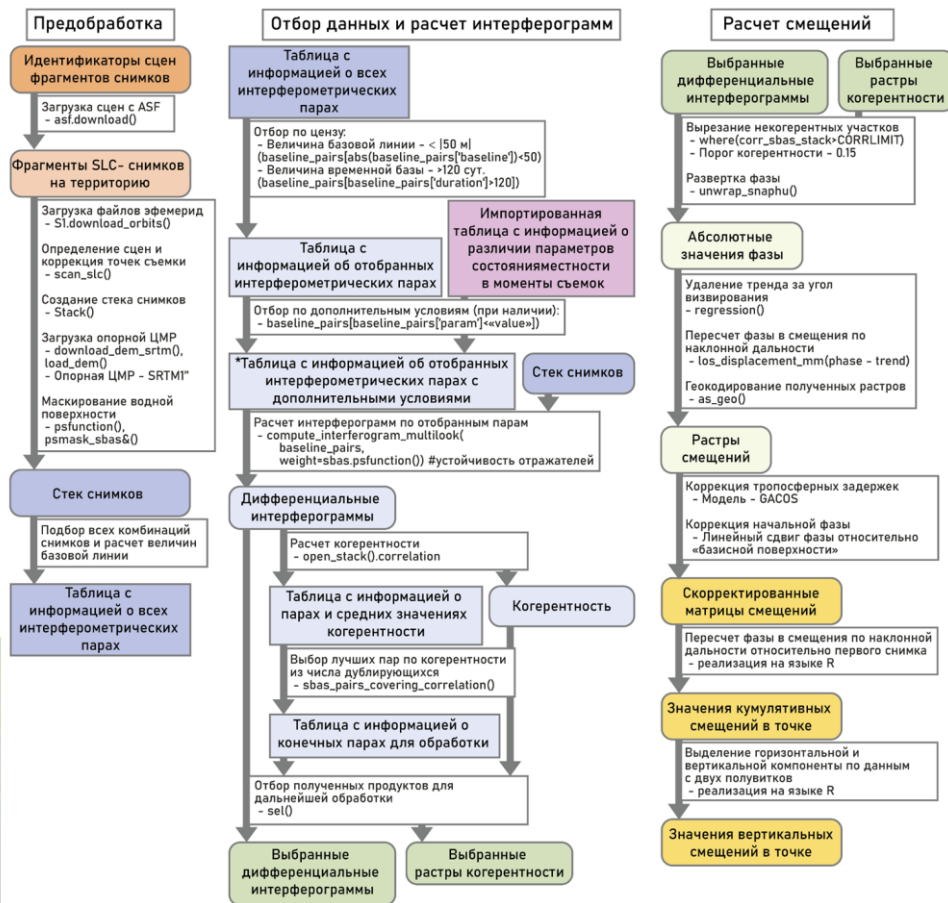 Предобработка
Идентификаторы сцен
фрагментов снимков
Загрузка сцен с ASF
- asf.download()
Фрагменты SLC- снимков
на территорию
Загрузка файлов эфемерид
- S1.download_orbits()
Определение сцен и
коррекция точек съемки
- scan_slc()
Создание стека снимков
- Stack()
Загрузка опорной ЦМР
- download_dem_srtm(),
load_dem()
- Опорная ЦМР - SRTM1"
Маскирование водной
поверхности
- psfunction(),
psmask_sbas&()
Стек снимков
Подбор всех комбинаций
снимков и расчет величин
базовой линии
Таблица с
информацией о всех
интерферометрических
парах
Отбор данных и расчет интерферограмм
Таблица с
информацией о всех
интерферометрических
парах
Отбор по цензу:
- Величина базовой линии - < |50 м|
(baseline_pairs[abs(baseline_pairs['baseline'])<50)
- Величина временной базы - >120 сут.
(baseline_pairs[baseline_pairs['duration']>120])
Импортированная
таблица с информацией о
различии параметров
состоянияместности
в моменты съемок
Таблица с
информацией об отобранных
интерферометрических парах
Отбор по дополнительным условиям (при наличии):
- baseline_pairs[baseline_pairs['param']<«value»])
*Таблица с информацией об отобранных
интерферометрических парах с
дополнительными условиями
Стек снимков
Расчет интерферограмм по отобранным парам
- compute_interferogram_multilook(
baseline_pairs,
weight=sbas.psfunction()) #устойчивость отражателей
Дифференциальные
интерферограммы
Расчет когерентности
- open_stack().correlation
Таблица с информацией
о парах и средних значениях
когерентности
Когерентность
Выбор лучших пар по когерентности
из числа дублирующихся
- sbas_pairs_covering_correlation()
Таблица с информацией о
конечных парах для обработки
Отбор полученных продуктов для
дальнейшей обработки
- sel()
Выбранные
дифференциальные
интерферограммы
Выбранные
растры когерентности
Расчет смещений
Выбранные
дифференциальные
интерферограммы
Выбранные
растры
когерентности
Вырезание некогерентных участков
- where(corr_sbas_stack>CORRLIMIT)
- Порог когерентности - 0.15
Развертка фазы
- unwrap_snaphu()
Абсолютные
значения фазы
Удаление тренда за угол
визирования
- regression()
Пересчет фазы в смещения по
наклонной дальности
- los_displacement_mm(phase - trend)
Геокодирование полученных растров
- as_geo()
Растры
смещений
Коррекция тропосферных задержек
- Модель - GACOS
Коррекция начальной фазы
- Линейный сдвиг фазы относительно
«базисной поверхности»
Скорректированные
матрицы смещений
Пересчет фазы в смещения по наклонной
дальности относительно первого снимка
- реализация на языке R
Значения кумулятивных
смещений в точке
Выделение горизонтальной и
вертикальной компоненты по данным
с двух полувитков
- реализация на языке R
Значения вертикальных
смещений в точке